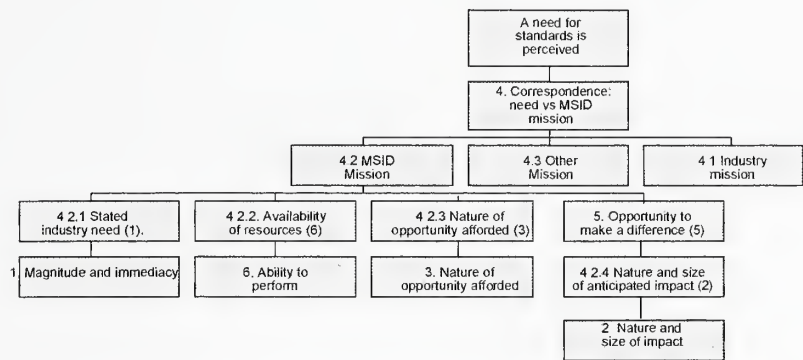 A need for
standards is
perceived
4. Correspondence:
need vs MSID
mission
4.2 MSID
Mission
4.3 Other
Mission
4 1 Industry
mission
4 2.1 Stated
industry need (1).
4 2.2. Availability
of resources (6)
4 2.3 Nature of
opportunity afforded (3)
5. Opportunity to
make a difference (5)
1. Magnitude and immediacy
6. Ability to
perform
3. Nature of
opportunity afforded
4 2.4 Nature and size
of anticipated impact (2)
2 Nature and
size of impact